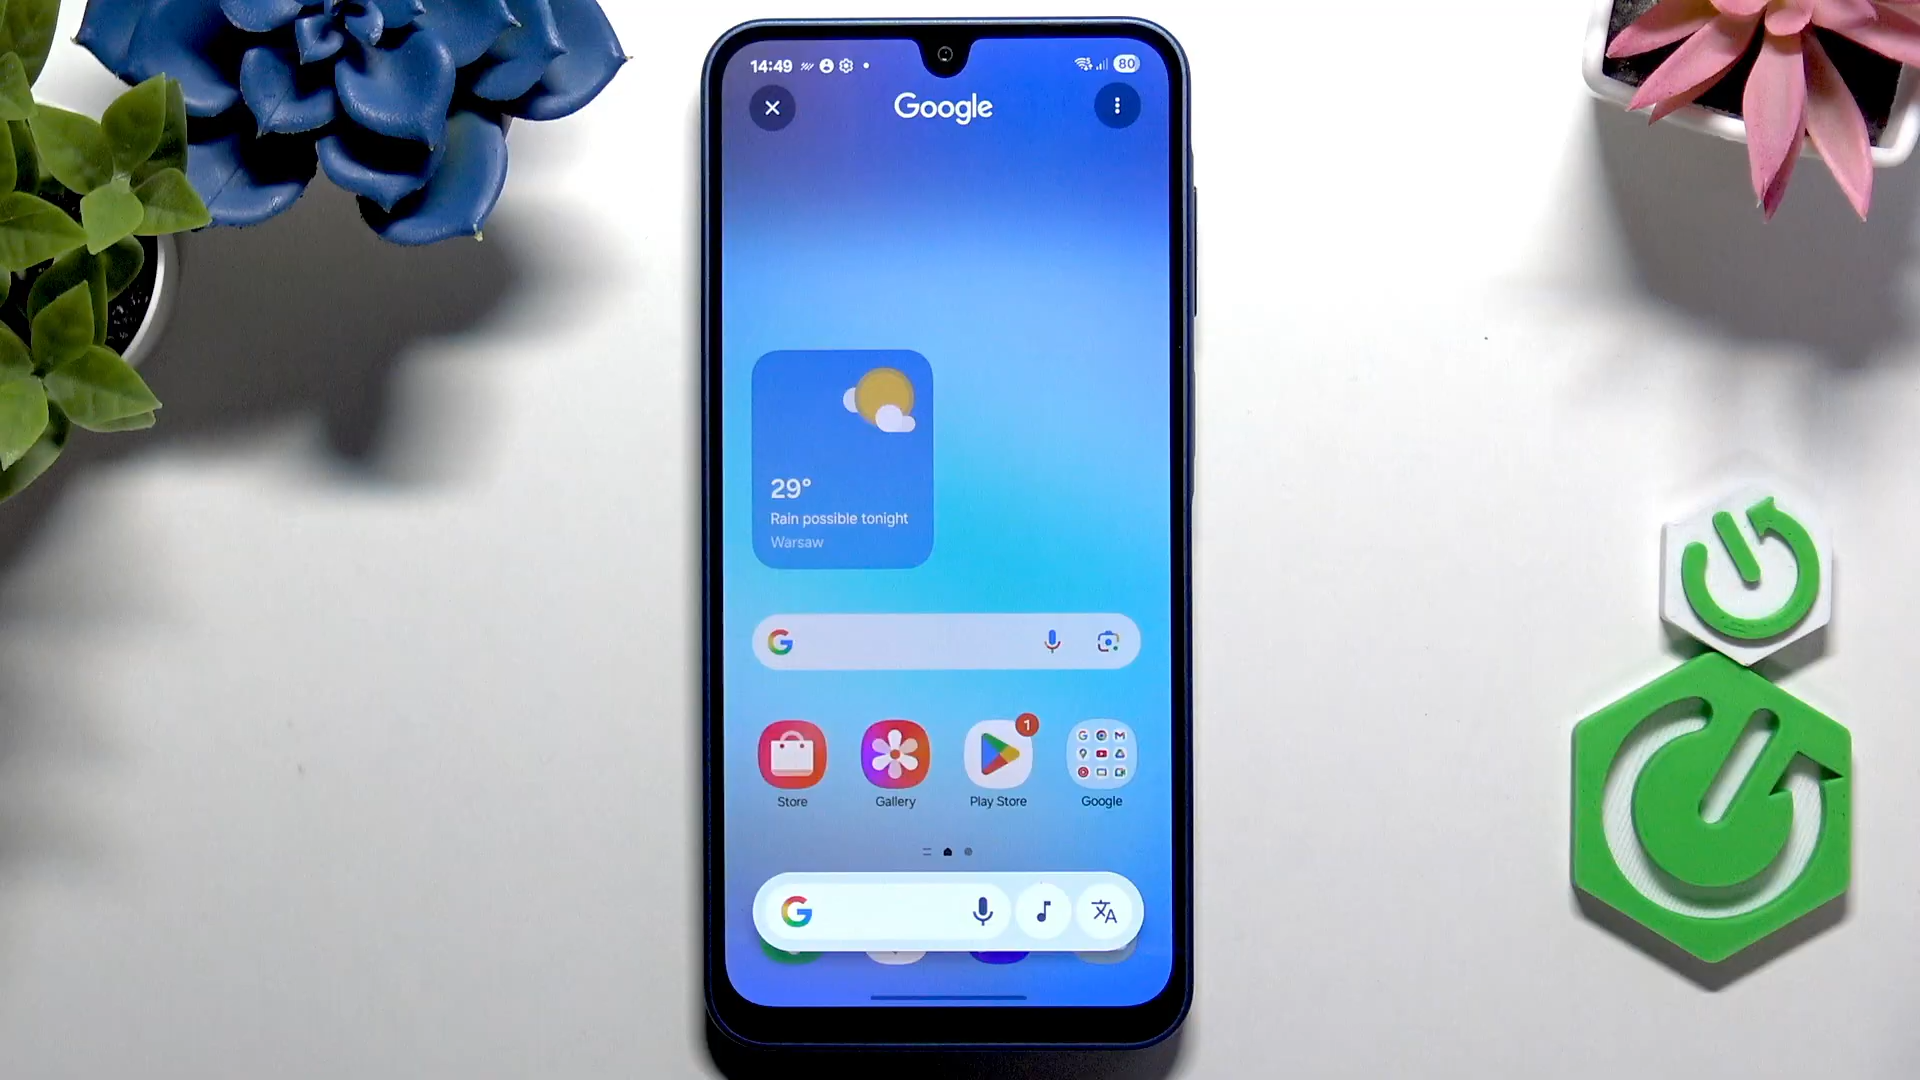 14:49
80
Google
29°
Rain possible tonight
Warsaw
1
Store
Gallery
Play Store
Google